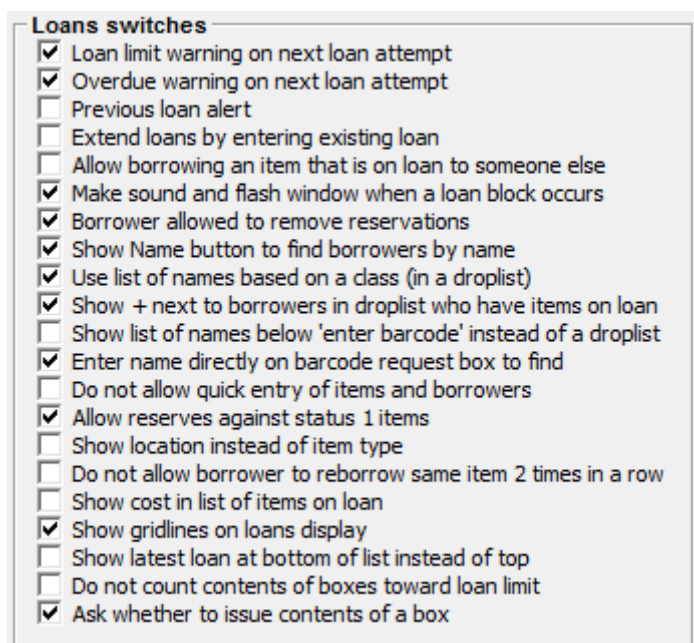 Loans switches
Loan limit warning on next loan attempt
Overdue warning on next loan attempt
Previous loan alert
Extend loans by entering existing loan
Allow borrowing an item that is on loan to someone else
Make sound and flash window when a loan block occurs
Borrower allowed to remove reservations
Show Name button to find borrowers by name
Use list of names based on a class (in a droplist)
Show + next to borrowers in droplist who have items on loan
Show list of names below 'enter barcode' instead of a droplist
Enter name directly on barcode request box to find
Do not allow quick entry of items and borrowers
Allow reserves against status 1 items
Show location instead of item type
Do not allow borrower to reborrow same item 2 times in a row
Show cost in list of items on loan
Show gridlines on loans display
Show latest loan at bottom of list instead of top
Do not count contents of boxes toward loan limit
Ask whether to issue contents of a box